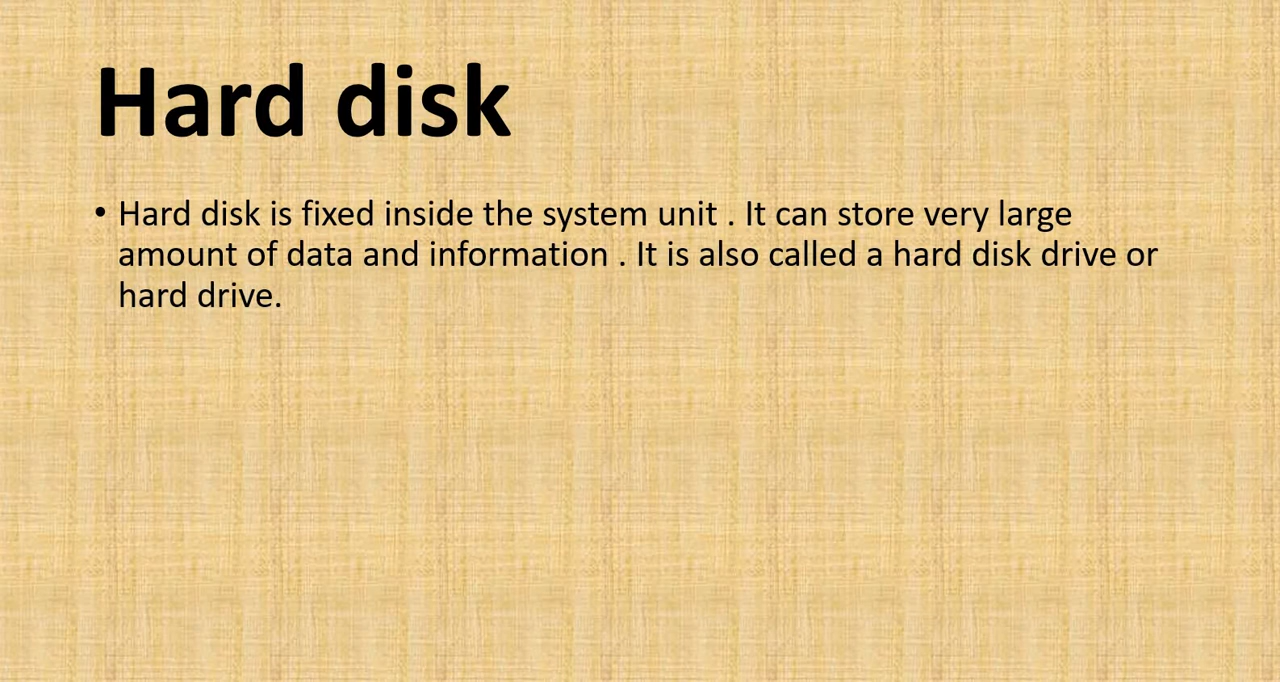 Hard disk
• Hard disk is fixed inside the system unit . It can store very large
amount of data and information . It is also called a hard disk drive or
hard drive.